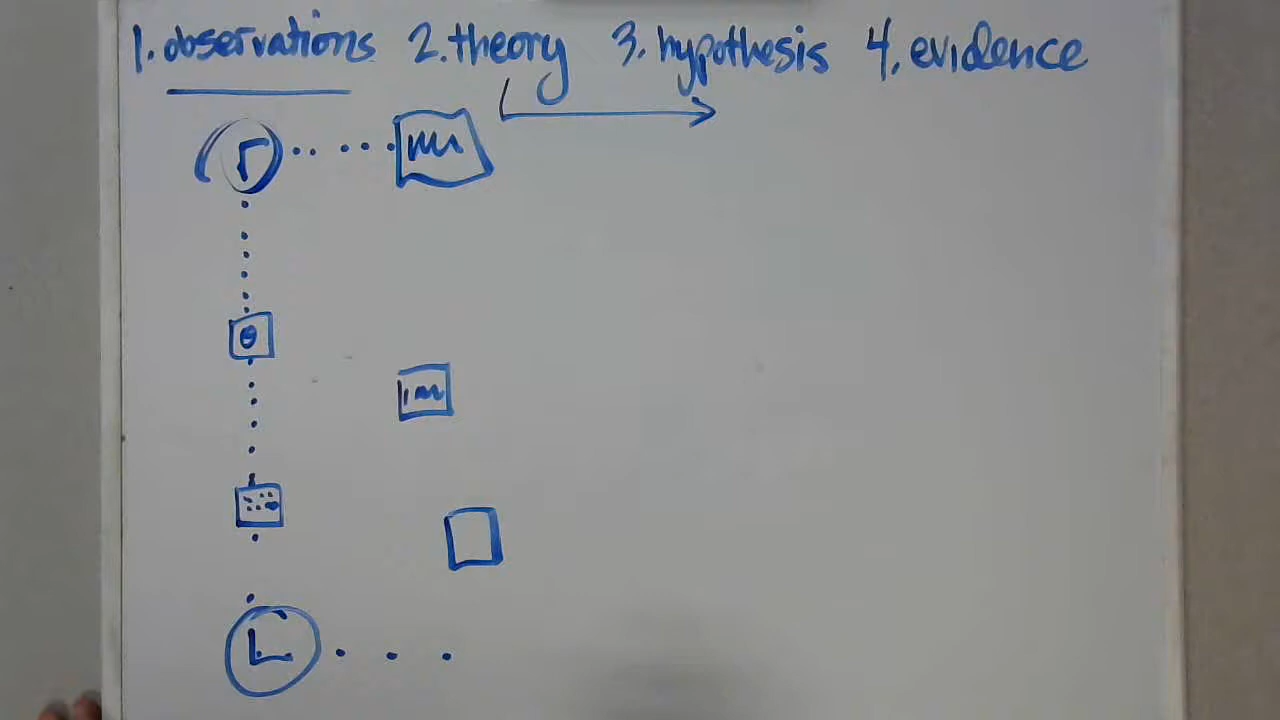 1. observations 2. theory 3. hypothesis 4. evidence